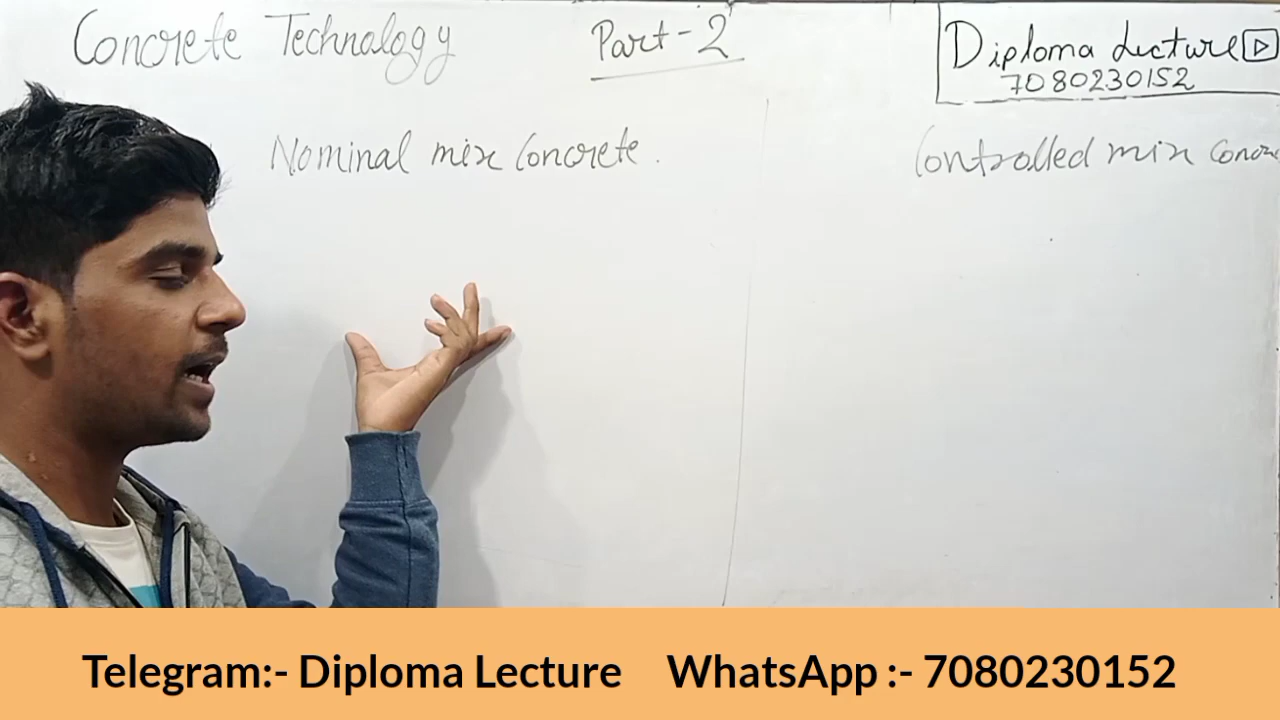 Concrete Technology Part-2
Diploma Lecture
7080230152
Nominal mix Concrete.
Controlled mix
Telegram:- Diploma Lecture WhatsApp :- 7080230152